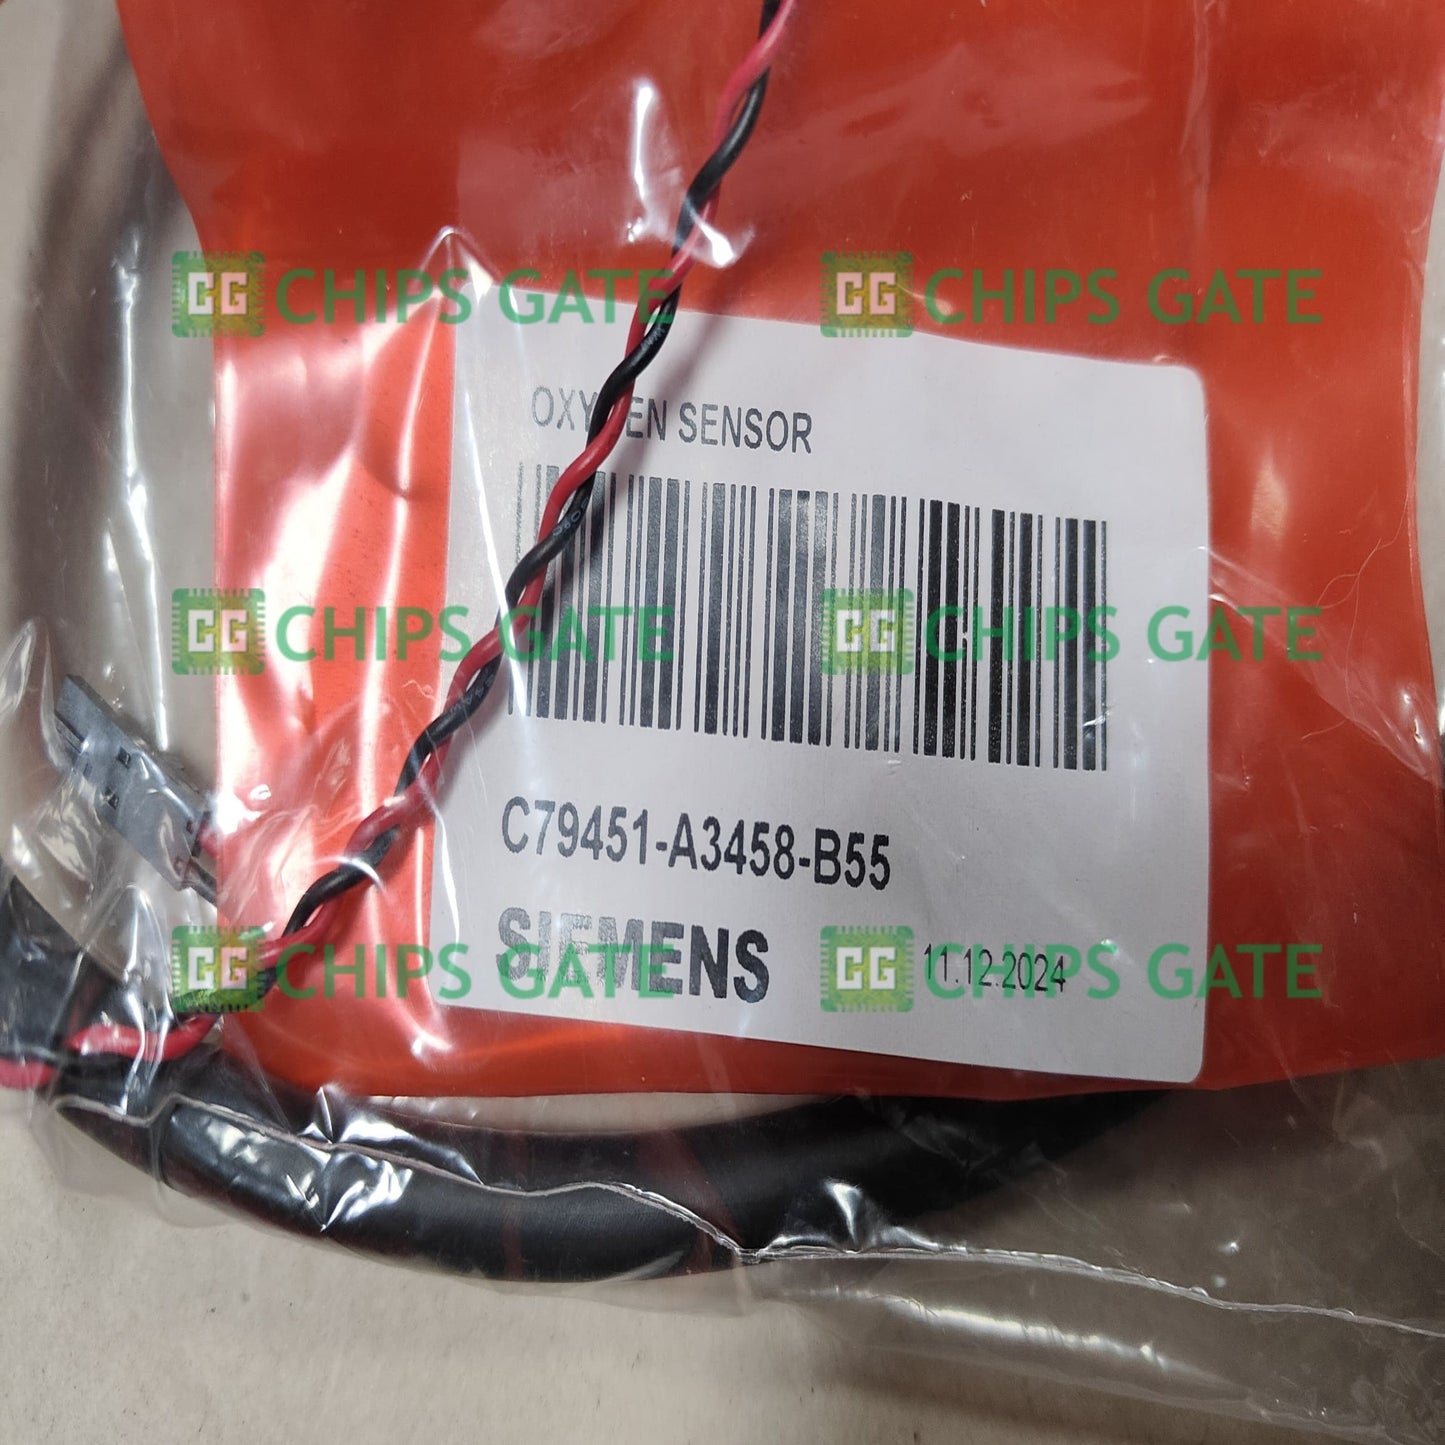 CG CHIPS GATE CG CHIPS GATE
OXYGEN SENSOR
CG CHIPS GATE CG CHIPS GATE
C79451-A3458-B55
SIEMENS 11.12.2024
CG CHIPS GATE CG CHIPS GATE